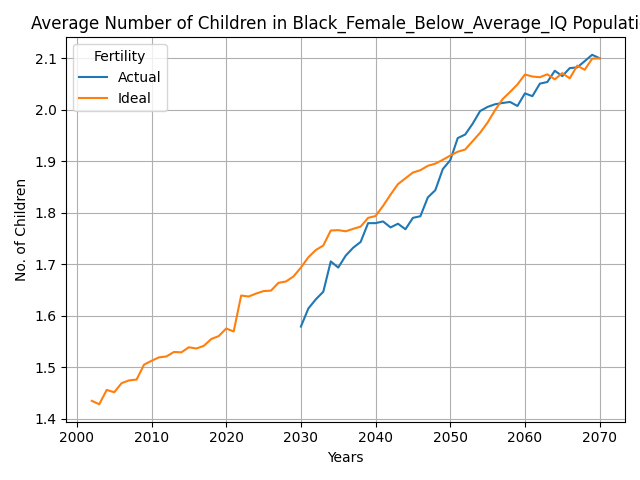 Average Number of Children in Black_Female_Below_Average_IQ Populati
Fertility
Actual
Ideal
No. of Children
2.1
2.0
1.9
1.8
1.7
1.6
1.5
1.4
2000 2010 2020 2030 2040 2050 2060 2070
Years